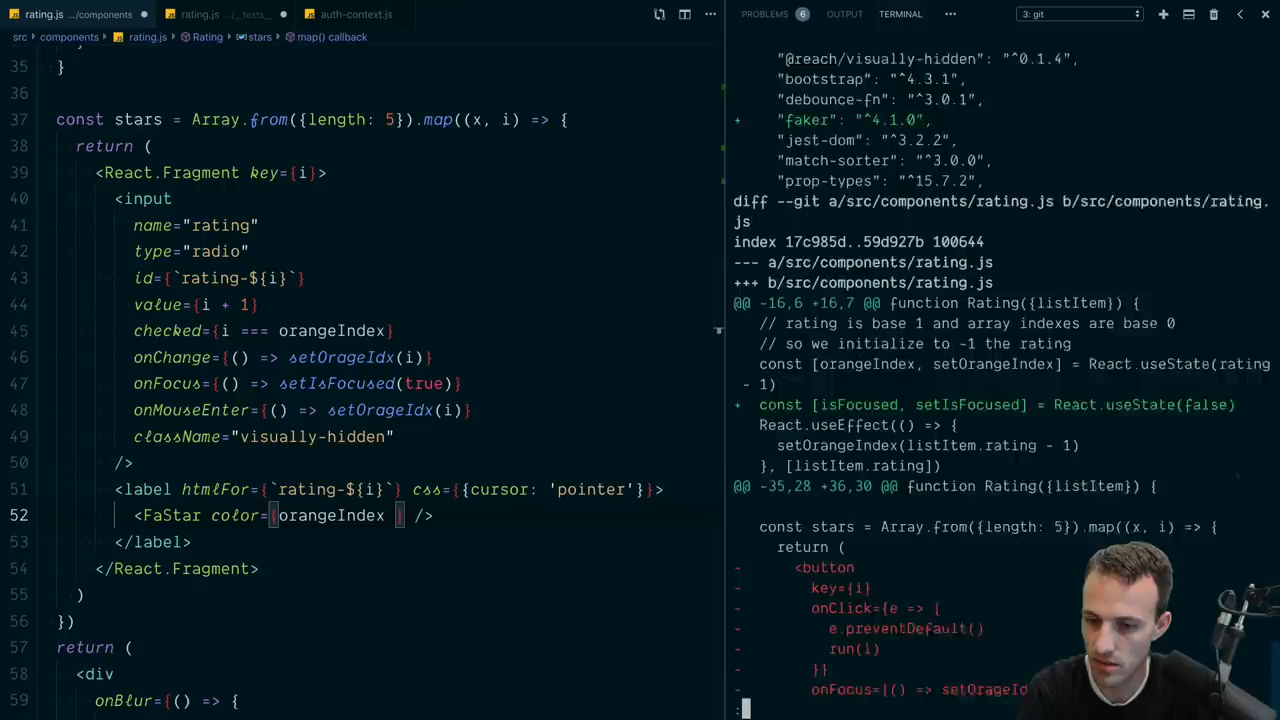 rating.js .../components
rating.js .../__tests__
auth-context.js
src components rating.js Rating stars map() callback
35 }
36
37 const stars = Array.from({length: 5}).map((x, i) => {
38 return (
39 <React.Fragment key={i}>
40 <input
41 name="rating"
42 type="radio"
43 id={`rating-${i}`}
44 value={i + 1}
45 checked={i === orangeIndex}
46 onChange={() => setOrageIdx(i)}
47 onFocus={() => setIsFocused(true)}
48 onMouseEnter={() => setOrageIdx(i)}
49 className="visually-hidden"
50 />
51 <label htmlFor={`rating-${i}`} css={{cursor: 'pointer'}}>
52 <FaStar color={orangeIndex } />
53 </label>
54 </React.Fragment>
55 )
56 })
57 return (
58 <div
59 onBlur={() => {
PROBLEMS 6 OUTPUT TERMINAL 3: git
"@reach/visually-hidden": "^0.1.4",
"bootstrap": "^4.3.1",
"debounce-fn": "^3.0.1",
+ "faker": "^4.1.0",
"jest-dom": "^3.2.2",
"match-sorter": "^3.0.0",
"prop-types": "^15.7.2",
diff --git a/src/components/rating.js b/src/components/rating.
js
index 17c985d..59d927b 100644
--- a/src/components/rating.js
+++ b/src/components/rating.js
@@ -16,6 +16,7 @@ function Rating({listItem}) {
// rating is base 1 and array indexes are base 0
// so we initialize to -1 the rating
const [orangeIndex, setOrangeIndex] = React.useState(rating
- 1)
+ const [isFocused, setIsFocused] = React.useState(false)
React.useEffect(() => {
setOrangeIndex(listItem.rating - 1)
}, [listItem.rating])
@@ -35,28 +36,30 @@ function Rating({listItem}) {
const stars = Array.from({length: 5}).map((x, i) => {
return (
- <button
- key={i}
- onClick={e => {
- e.preventDefault()
- run(i)
- }}
- onFocus={() => setOrageId
: